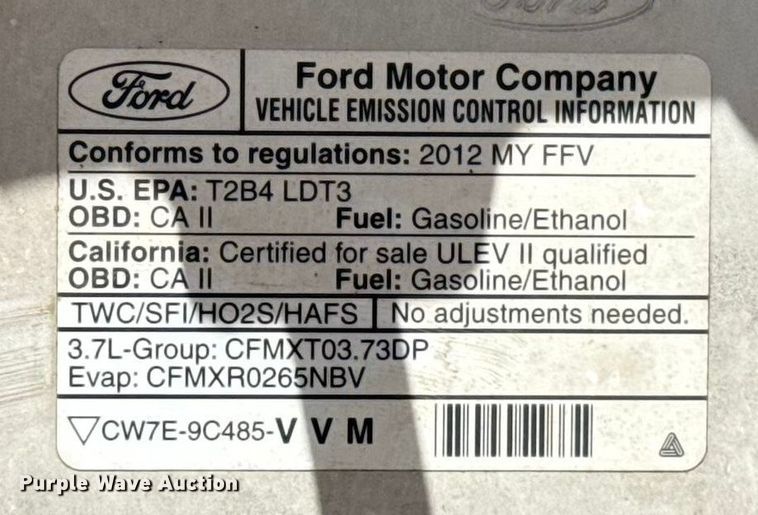 Ford
Ford
Ford Motor Company
VEHICLE EMISSION CONTROL INFORMATION
Conforms to regulations: 2012 MY FFV
U.S. EPA: T2B4 LDT3
OBD: CA II Fuel: Gasoline/Ethanol
California: Certified for sale ULEV II qualified
OBD: CA II Fuel: Gasoline/Ethanol
TWC/SFI/HO2S/HAFS No adjustments needed.
3.7L-Group: CFMXT03.73DP
Evap: CFMXR0265NBV
▽CW7E-9C485-V V M
Purple Wave Auction